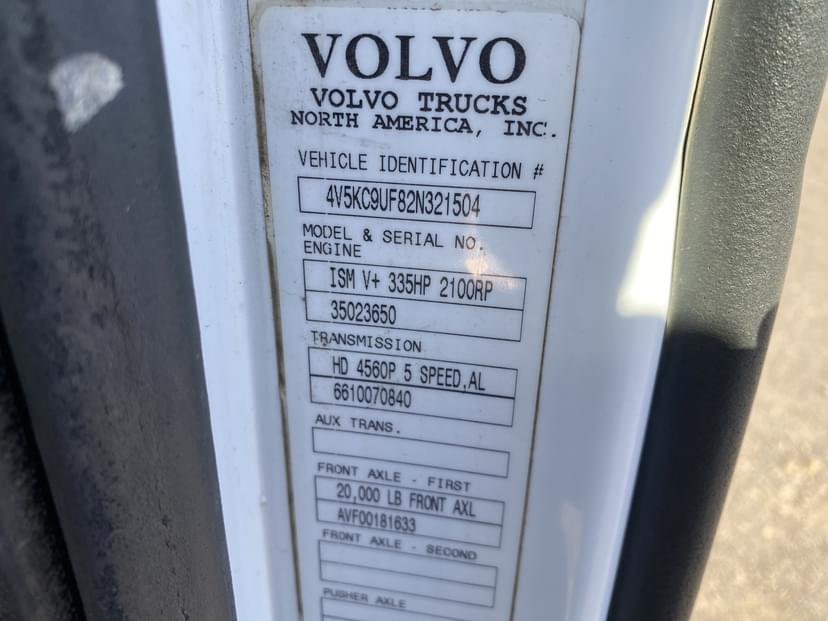 VOLVO
VOLVO TRUCKS
NORTH AMERICA, INC.
VEHICLE IDENTIFICATION #
4V5KC9UF82N321504
MODEL & SERIAL NO.
ENGINE
ISM V+ 335HP 2100RP
35023650
TRANSMISSION
HD 4560P 5 SPEED,AL
6610070840
AUX TRANS.
FRONT AXLE - FIRST
20,000 LB FRONT AXL
AVF00181633
FRONT AXLE - SECOND
PUSHER AXLE